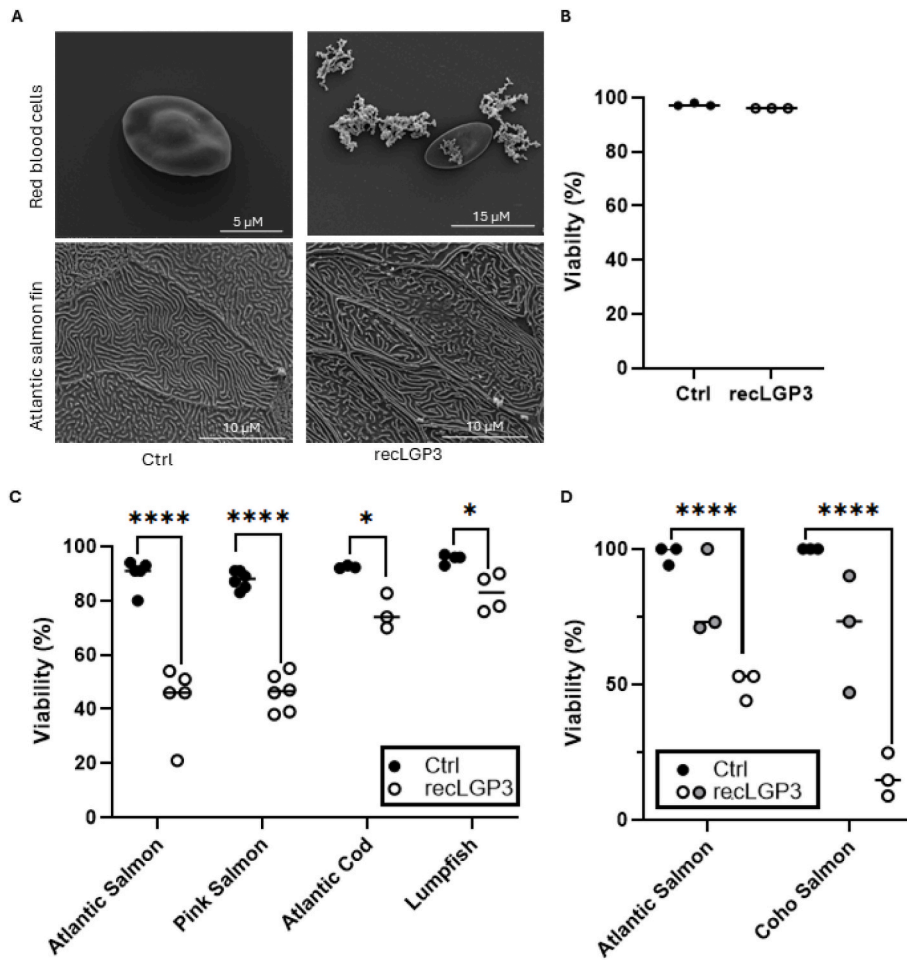 A
Red blood cells
5 µM
15 µM
Atlantic salmon fin
10 µM
10 µM
Ctrl
recLGP3
B
Viabilty (%)
100
80
60
40
20
0
Ctrl
recLGP3
C
Viability (%)
100
80
60
40
20
0
****
****
*
*
Ctrl
recLGP3
Atlantic Salmon
Pink Salmon
Atlantic Cod
Lumpfish
D
Viability (%)
100
50
0
****
****
Ctrl
recLGP3
Atlantic Salmon
Coho Salmon